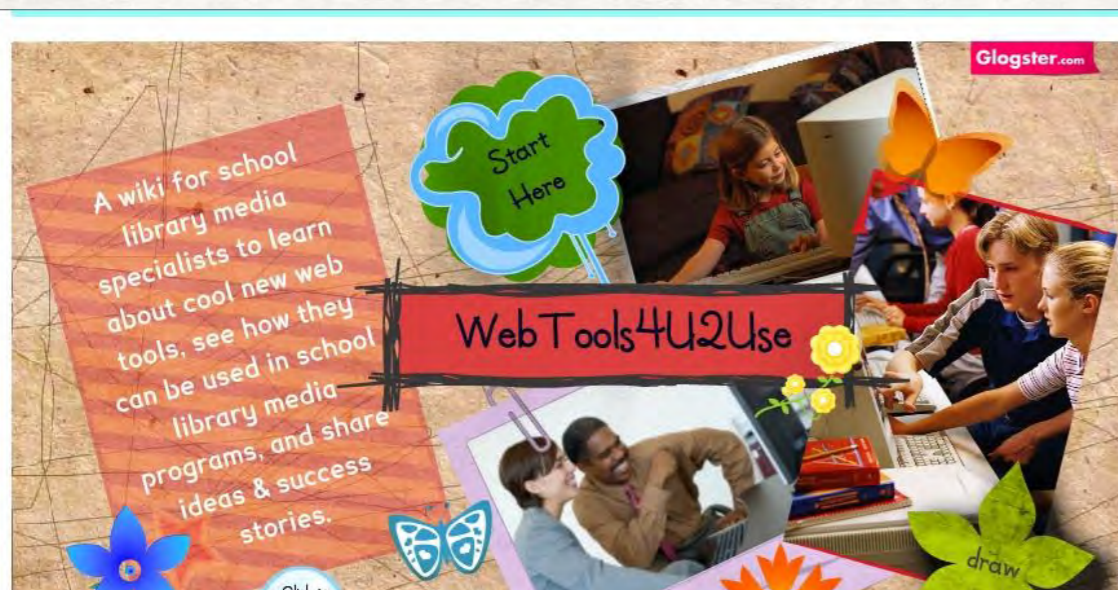 Glogster.com
Start
Here
A wiki for school
library media
specialists to learn
about cool new web
tools, see how they
can be used in school
library media
programs, and share
ideas & success
stories.
WebTools4U2Use
draw